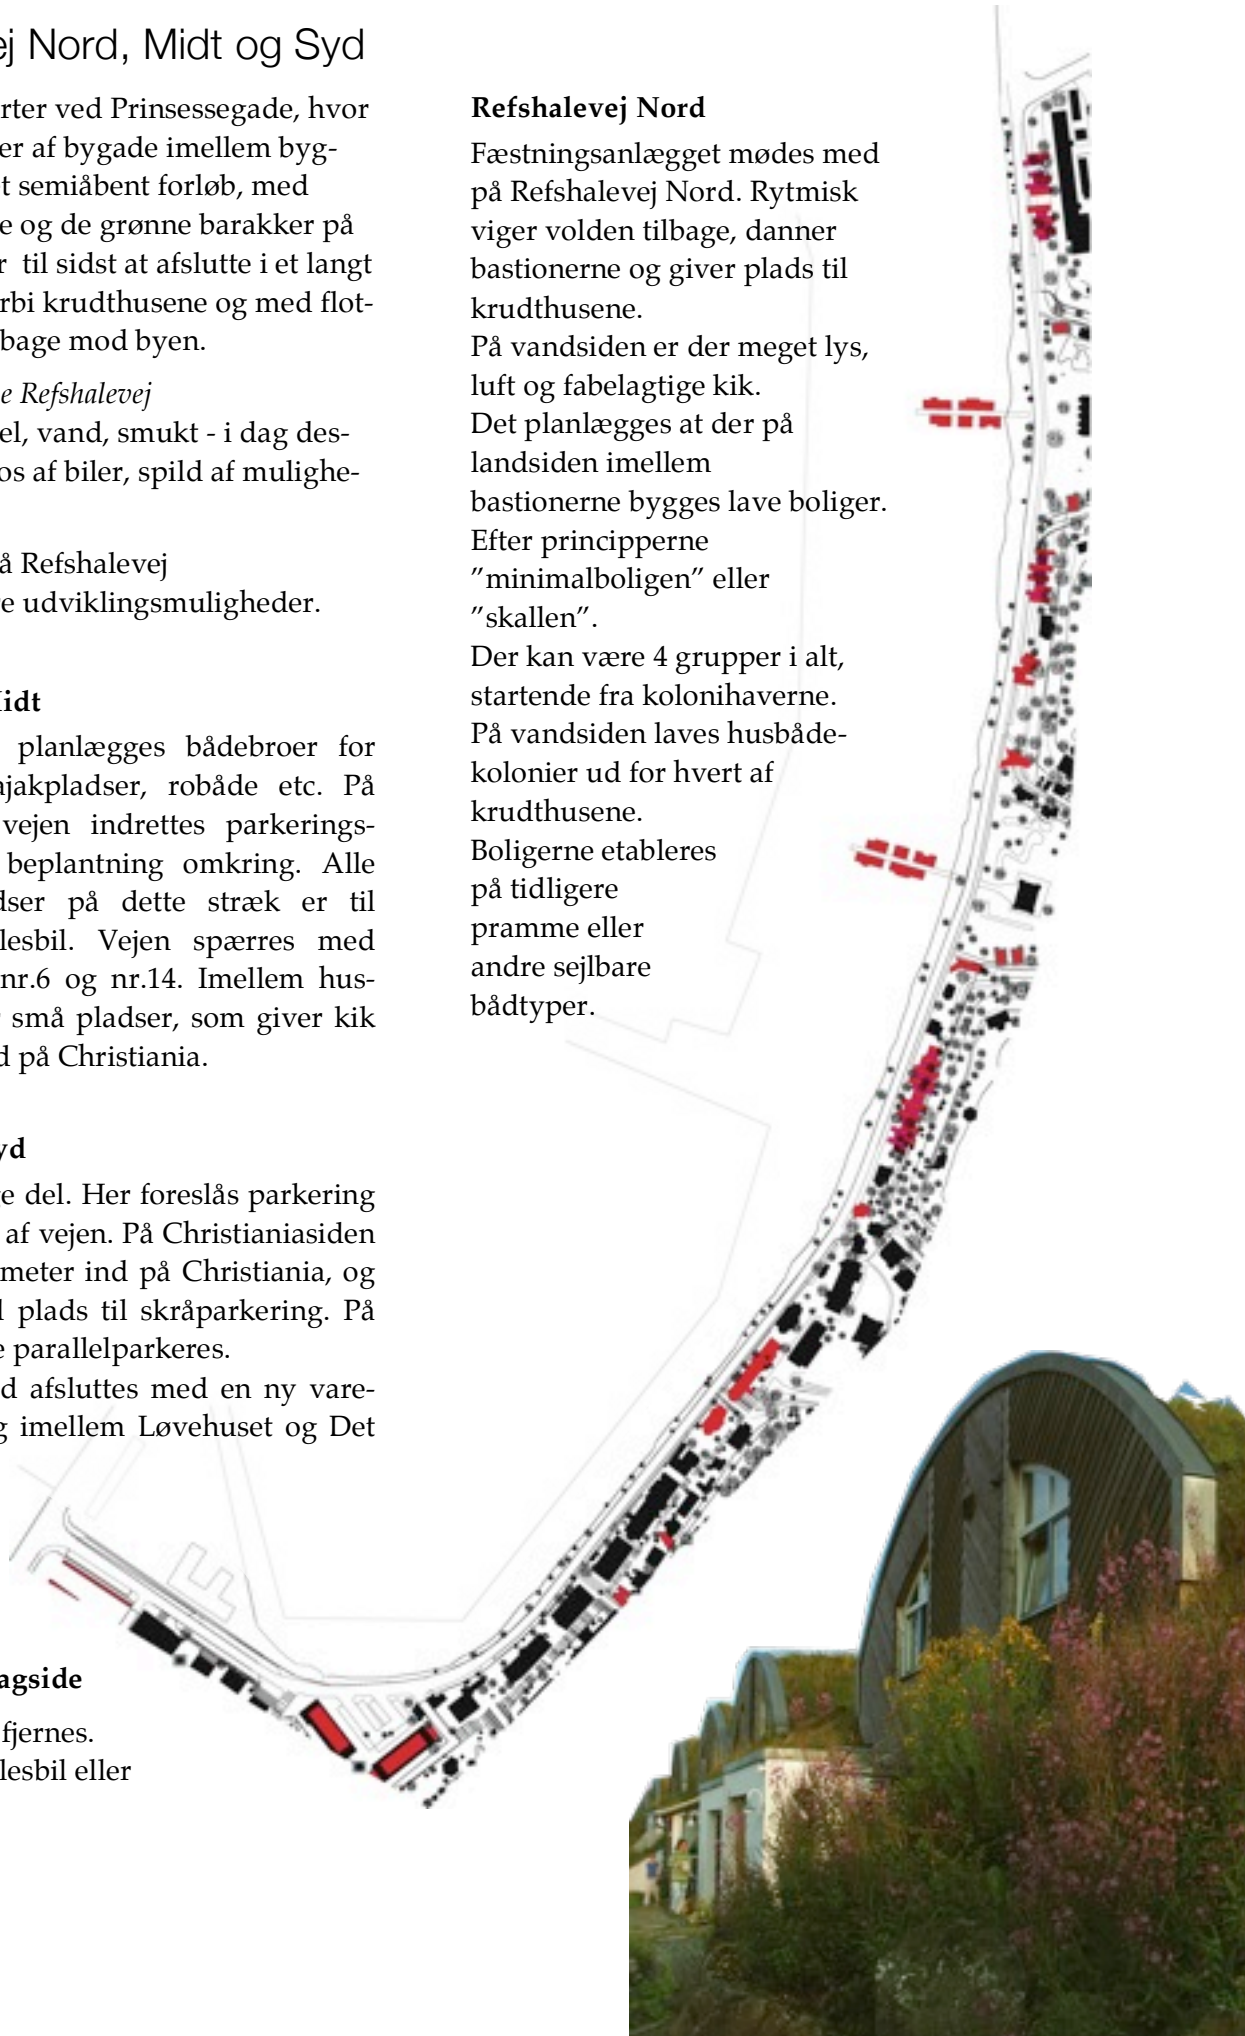 ej Nord, Midt og Syd
rter ved Prinsessegade, hvor
er af bygade imellem byg-
t semiåbent forløb, med
e og de grønne barakker på
r til sidst at afslutte i et langt
rbi krudthusene og med flot-
bage mod byen.
e Refshalevej
el, vand, smukt - i dag des-
os af biler, spild af mulighe-
å Refshalevej
e udviklingsmuligheder.
idt
planlægges bådebroer for
ajakpladser, robåde etc. På
vejen indrettes parkerings-
beplantning omkring. Alle
dser på dette stræk er til
lesbil. Vejen spærres med
nr.6 og nr.14. Imellem hus-
små pladser, som giver kik
d på Christiania.
yd
e del. Her foreslås parkering
af vejen. På Christianiasiden
meter ind på Christiania, og
l plads til skråparkering. På
e parallelparkeres.
d afsluttes med en ny vare-
g imellem Løvehuset og Det
agside
fjernes.
lesbil eller
Refshalevej Nord
Fæstningsanlægget mødes med
på Refshalevej Nord. Rytmisk
viger volden tilbage, danner
bastionerne og giver plads til
krudthusene.
På vandsiden er der meget lys,
luft og fabelagtige kik.
Det planlægges at der på
landsiden imellem
bastionerne bygges lave boliger.
Efter principperne
”minimalboligen” eller
”skallen”.
Der kan være 4 grupper i alt,
startende fra kolonihaverne.
På vandsiden laves husbåde-
kolonier ud for hvert af
krudthusene.
Boligerne etableres
på tidligere
pramme eller
andre sejlbare
bådtyper.